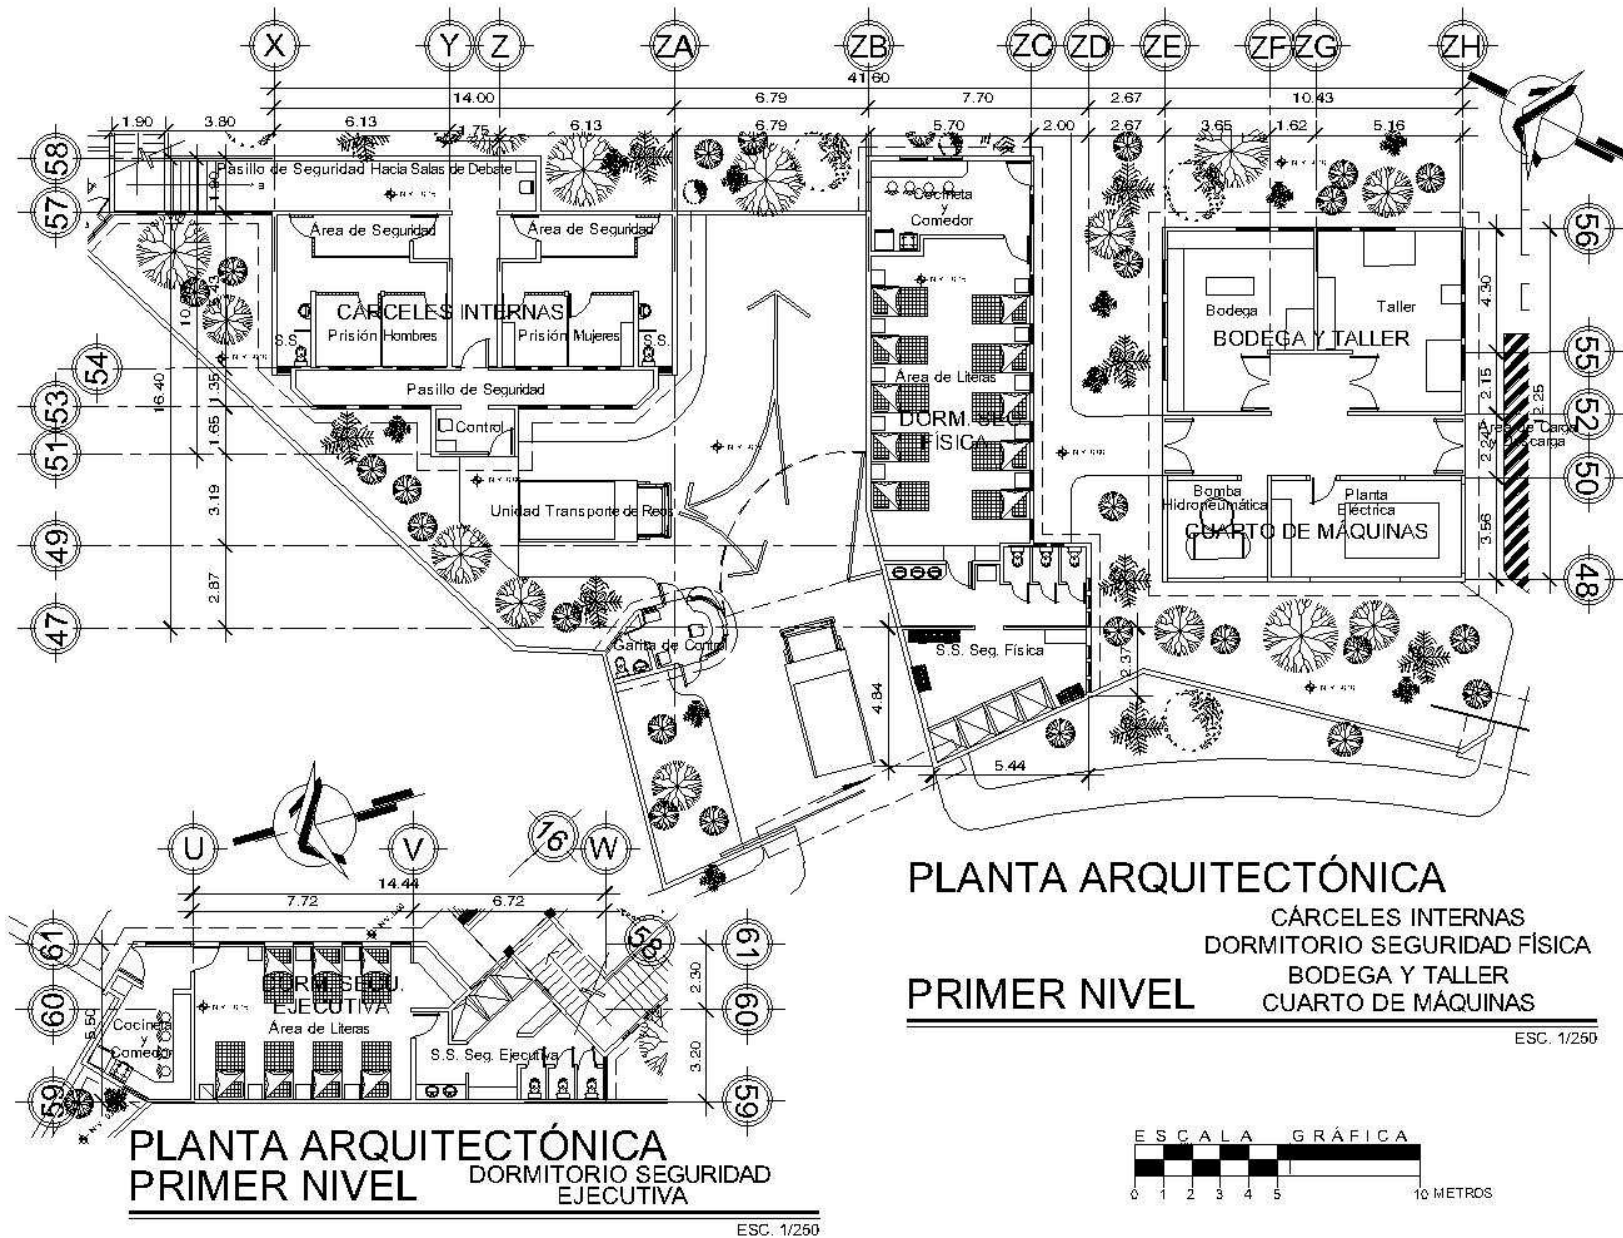 X Y Z ZA ZB ZC ZD ZE ZF ZG ZH
41.60
14.00 6.79 7.70 2.67 10.43
1.90 3.80 6.13 1.75 6.13 6.79 5.70 2.00 2.67 3.65 1.62 5.16
58
57
54
53
51
49
47
1.90
16.40
1.35
1.65
3.19
2.87
Pasillo de Seguridad Hacia Salas de Debate
Área de Seguridad
Área de Seguridad
CÁRCELES INTERNAS
Prisión Hombres
Prisión Mujeres
S.S.
S.S.
Pasillo de Seguridad
Control
Unidad Transporte de Reos
Garita de Control
Cocineta
y
Comedor
Área de Literas
DORM. SEG.
FÍSICA
S.S. Seg. Física
4.84
5.44
2.37
Bodega
Taller
BODEGA Y TALLER
Área de Carga
Bomba
Hidroneumática
Planta
Eléctrica
CUARTO DE MÁQUINAS
56
55
52
50
48
4.30
2.15
3.56
U V 16 W
14.44
7.72 6.72
61
60
59
58
61
60
59
5.50
2.30
3.20
DORM. SEGU.
EJECUTIVA
Área de Literas
Cocineta
y
Comedor
S.S. Seg. Ejecutiva
PLANTA ARQUITECTÓNICA
PRIMER NIVEL
DORMITORIO SEGURIDAD
EJECUTIVA
ESC. 1/250
PLANTA ARQUITECTÓNICA
CÁRCELES INTERNAS
DORMITORIO SEGURIDAD FÍSICA
BODEGA Y TALLER
PRIMER NIVEL
CUARTO DE MÁQUINAS
ESC. 1/250
ESCALA GRÁFICA
0 1 2 3 4 5 10 METROS